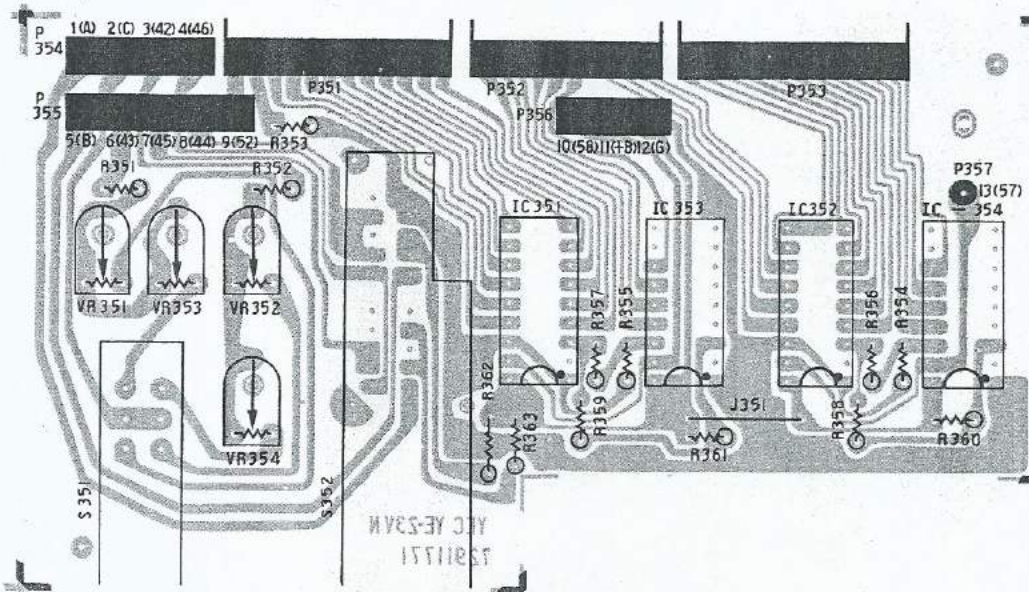 P 354
1(A) 2(C) 3(42) 4(46)
P351
P352
P353
P 355
P356
5(B) 6(43) 7(45) 8(44) 9(52)
R353
10(58) 11(+B) 12(G)
R351
R352
P357
13(57)
IC351
IC353
IC352
IC 354
VR351
VR353
VR352
R357
R355
R356
R354
R362
R363
R359
J351
R358
R361
R360
VR354
S351
S352
YEC YE-23VN
72911771